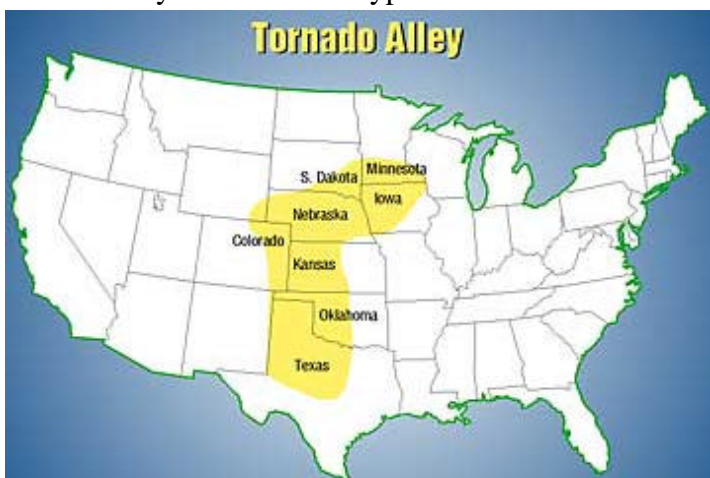 Tornado Alley
Minnesota
S. Dakota
Iowa
Nebraska
Colorado
Kansas
Oklahoma
Texas